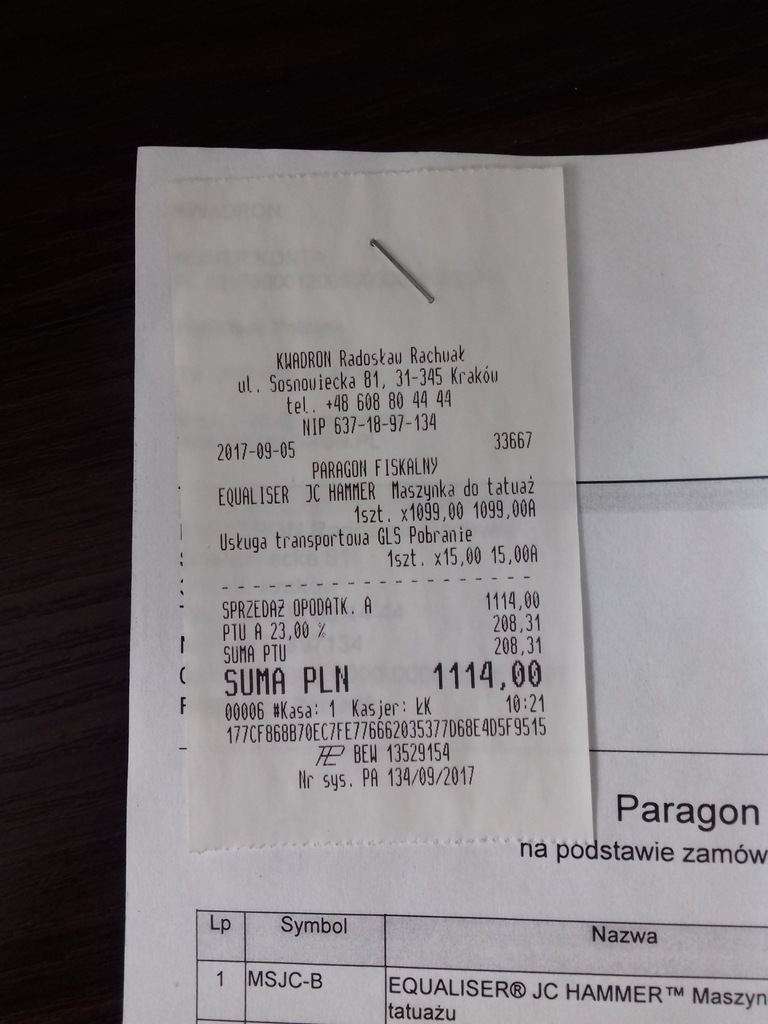 KWADRON Radosław Rachwał
ul. Sosnowiecka 81, 31-345 Kraków
tel. +48 608 80 44 44
NIP 637-18-97-134
2017-09-05 33667
PARAGON FISKALNY
EQUALISER JC HAMMER Maszynka do tatuaż
1szt. x1099,00 1099,00A
Usługa transportowa GLS Pobranie
1szt. x15,00 15,00A
SPRZEDAŻ OPODATK. A 1114,00
PTU A 23,00 % 208,31
SUMA PTU 208,31
SUMA PLN 1114,00
00006 #Kasa: 1 Kasjer: ŁK 10:21
177CF868B70EC7FE776662035377D68E4D5F9515
BEW 13529154
Nr sys. PA 134/09/2017
Paragon
na podstawie zamów
Lp Symbol Nazwa
1 MSJC-B EQUALISER® JC HAMMER™ Maszyn
tatuażu